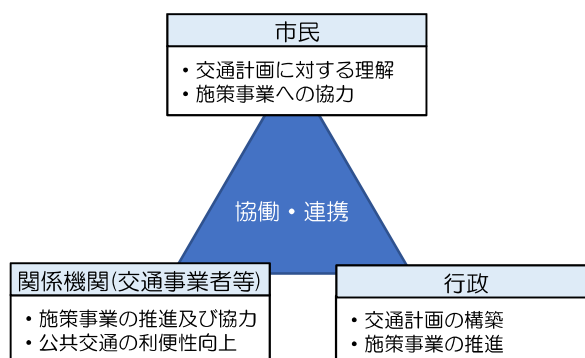 市民
・交通計画に対する理解
・施策事業への協力
協働・連携
関係機関(交通事業者等)
・施策事業の推進及び協力
・公共交通の利便性向上
行政
・交通計画の構築
・施策事業の推進